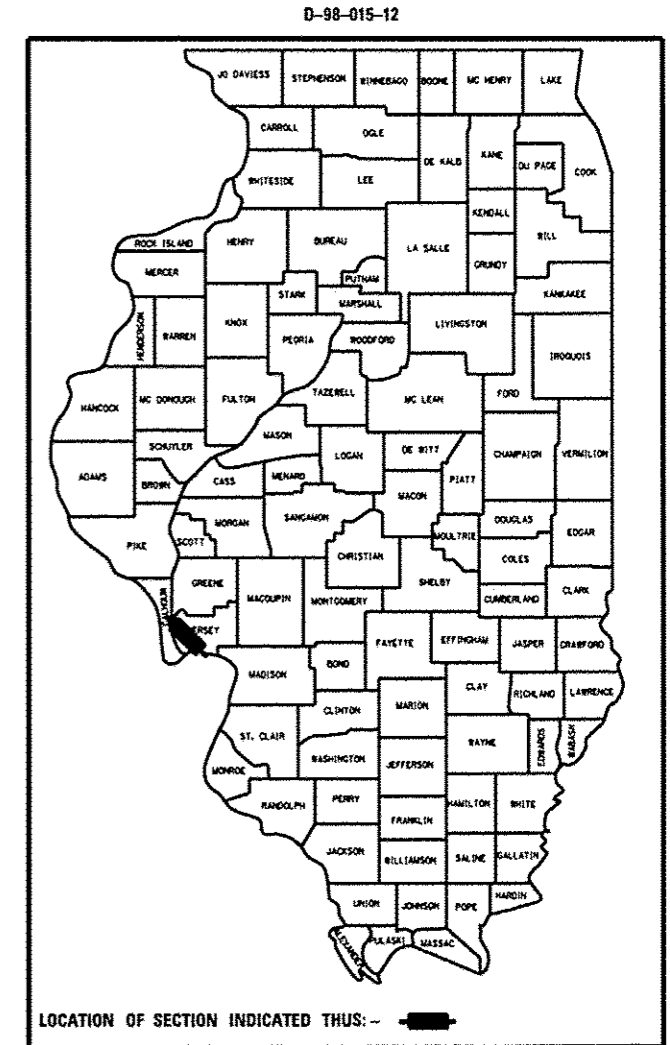 D-98-015-12
JO DAVIESS STEPHENSON WINNEBAGO BOONE MC HENRY LAKE
CARROLL OGLE DE KALB KANE DU PAGE COOK
WHITESIDE LEE KENDALL WILL
ROCK ISLAND HENRY BUREAU LA SALLE GRUNDY
MERCER PUTNAM KANKAKEE
STARK MARSHALL
HENDERSON WARREN KNOX PEORIA WOODFORD LIVINGSTON IROQUOIS
HANCOCK MC DONOUGH FULTON TAZEWELL MC LEAN FORD
MASON
SCHUYLER LOGAN DE WITT CHAMPAIGN VERMILION
ADAMS BROWN CASS MENARD PIATT
MACON
PIKE SCOTT MORGAN SANGAMON MOULTRIE DOUGLAS EDGAR
CHRISTIAN COLES
CALHOUN GREENE MACOUPIN MONTGOMERY SHELBY CUMBERLAND CLARK
FAYETTE EFFINGHAM JASPER CRAWFORD
MADISON BOND
CLAY RICHLAND LAWRENCE
CLINTON MARION
ST. CLAIR WAYNE EDWARDS WABASH
WASHINGTON JEFFERSON
MONROE
RANDOLPH PERRY HAMILTON WHITE
FRANKLIN
JACKSON WILLIAMSON SALINE GALLATIN
UNION JOHNSON POPE HARDIN
ALEXANDER PULASKI MASSAC
LOCATION OF SECTION INDICATED THUS: ~